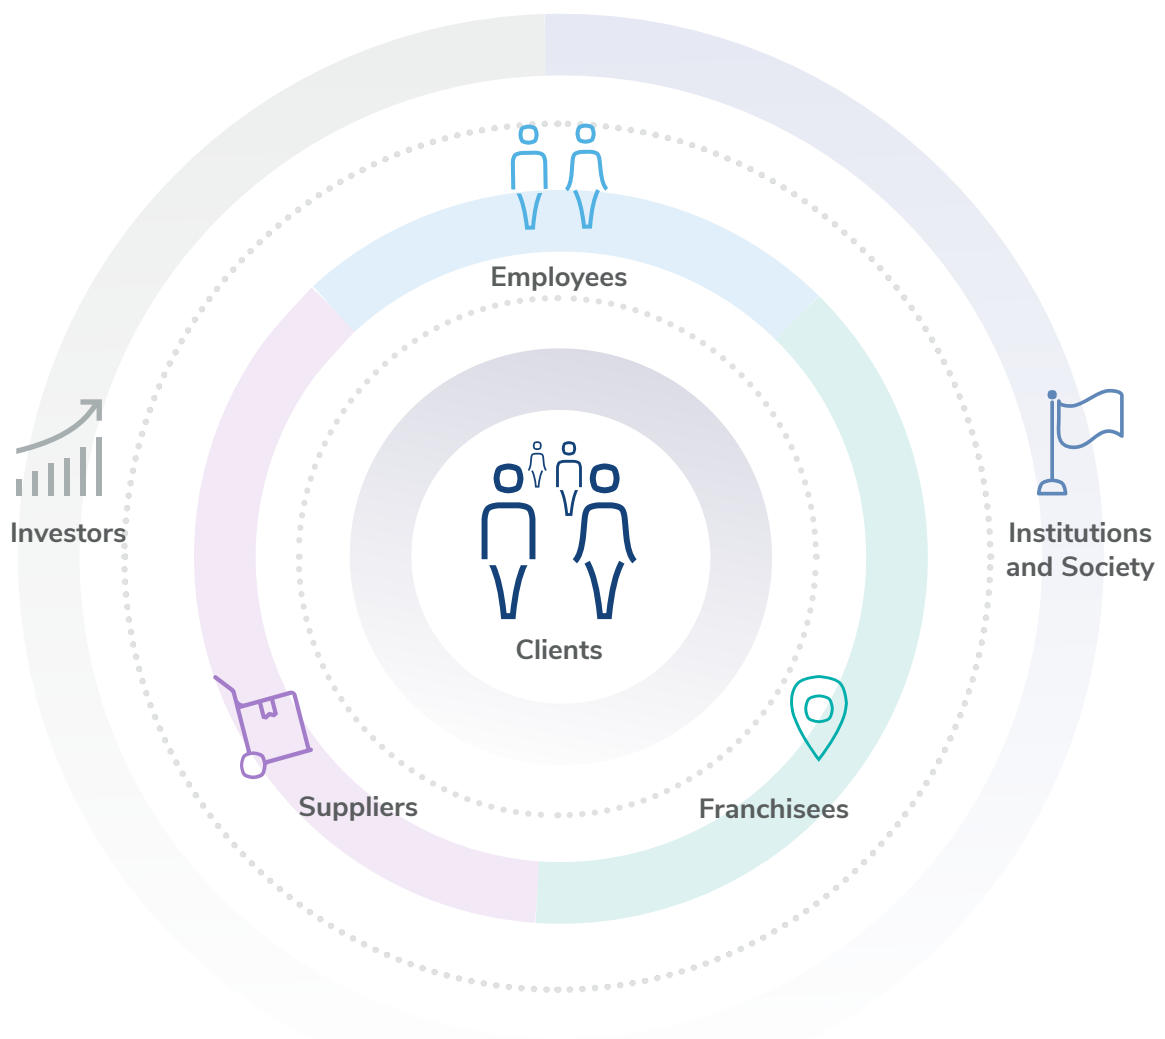 Employees
Investors
Institutions
and Society
Clients
Suppliers
Franchisees